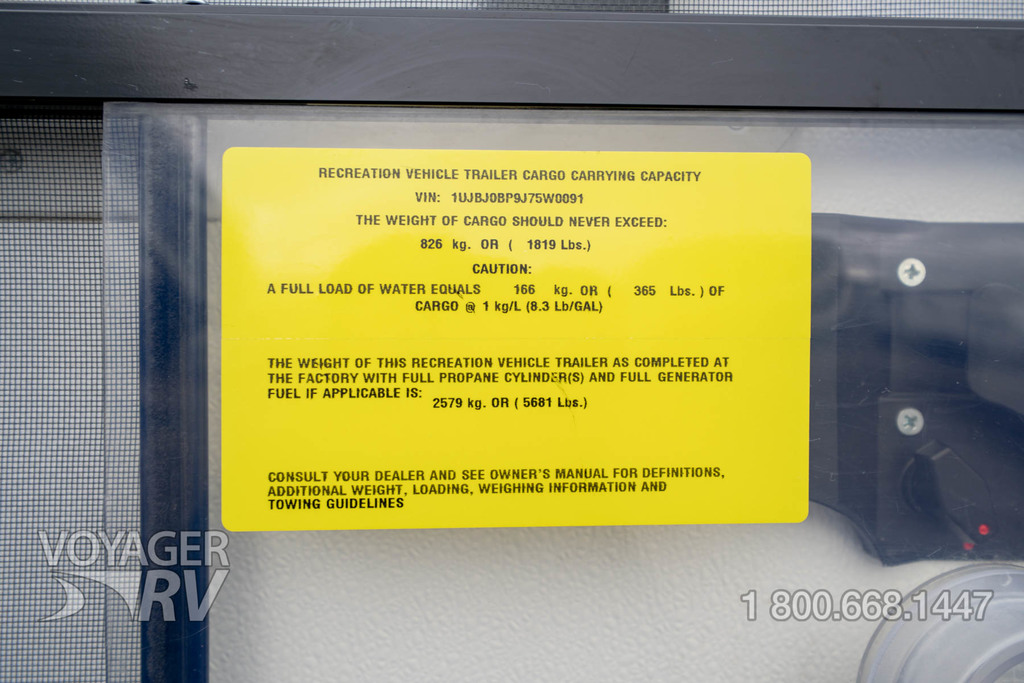 RECREATION VEHICLE TRAILER CARGO CARRYING CAPACITY
VIN: 1UJBJ0BP9J75W0091
THE WEIGHT OF CARGO SHOULD NEVER EXCEED:
826 kg. OR ( 1819 Lbs.)
CAUTION:
A FULL LOAD OF WATER EQUALS 166 kg. OR ( 365 Lbs. ) OF
CARGO @ 1 kg/L (8.3 Lb/GAL)
THE WEIGHT OF THIS RECREATION VEHICLE TRAILER AS COMPLETED AT
THE FACTORY WITH FULL PROPANE CYLINDER(S) AND FULL GENERATOR
FUEL IF APPLICABLE IS:
2579 kg. OR ( 5681 Lbs.)
CONSULT YOUR DEALER AND SEE OWNER'S MANUAL FOR DEFINITIONS,
ADDITIONAL WEIGHT, LOADING, WEIGHING INFORMATION AND
TOWING GUIDELINES
VOYAGER
RV
1 800.668.1447